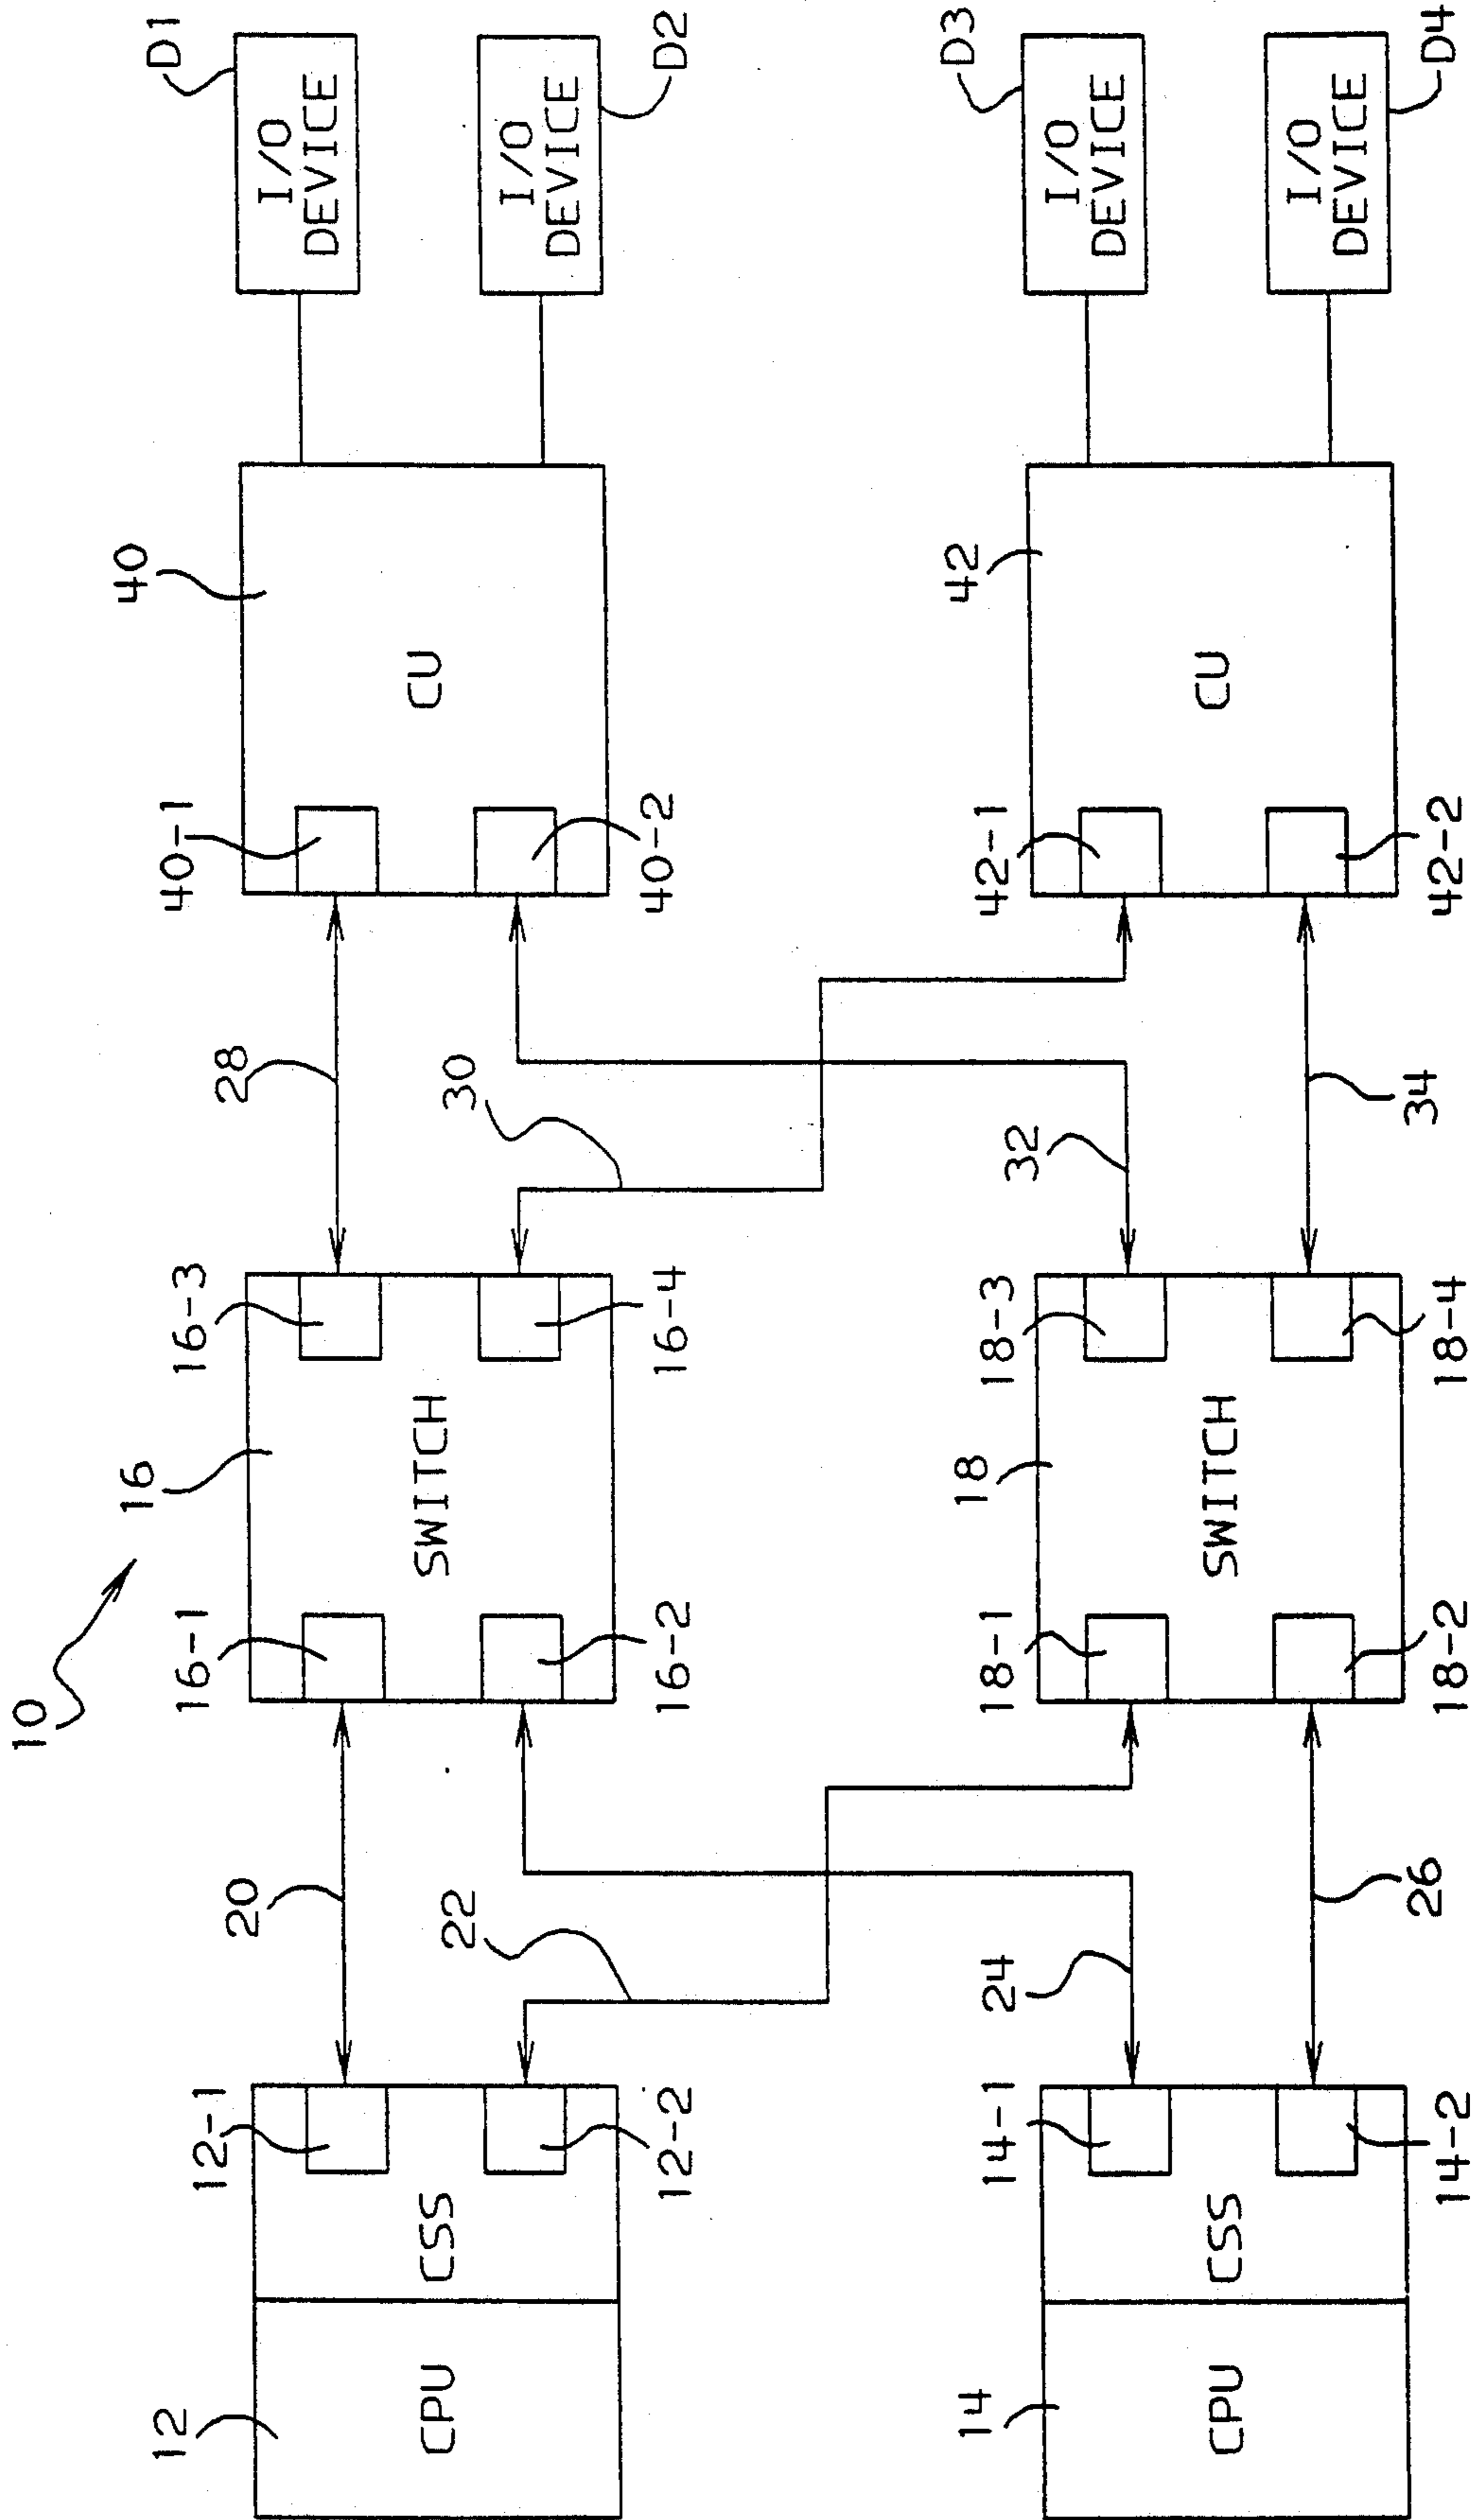 10
12
CPU
CSS
12-1
12-2
20
22
16
16-1
16-2
SWITCH
16-3
16-4
28
30
40
40-1
40-2
CU
I/O
DEVICE
D1
I/O
DEVICE
D2
14
CPU
CSS
14-1
14-2
24
26
18
18-1
18-2
SWITCH
18-3
18-4
32
34
42
42-1
42-2
CU
I/O
DEVICE
D3
I/O
DEVICE
D4